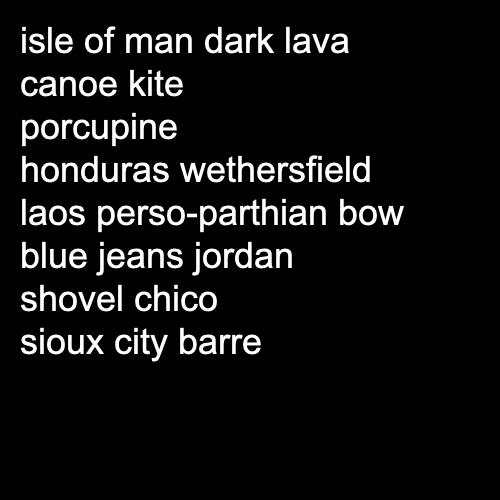 isle of man dark lava
canoe kite
porcupine
honduras wethersfield
laos perso-parthian bow
blue jeans jordan
shovel chico
sioux city barre